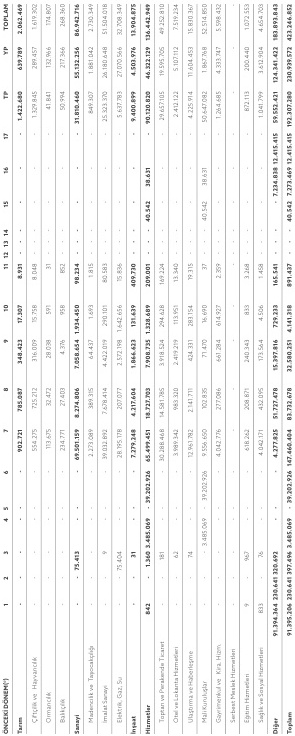 ÖNCEKİ DÖNEM(*) 1 2 3 4 5 6 7 8 9 10 11 12 13 14 15 16 17 TP YP TOPLAM
Tarım - - - - - - 902.721 785.087 348.423 17.307 8.931 - - - - - 1.422.680 639.789 2.062.469
Çiftçilik ve Hayvancılık - - - - - - 554.275 725.212 316.009 15.758 8.048 - - - - - 1.329.845 289.457 1.619.302
Ormancılık - - - - - - 113.675 32.472 28.038 591 31 - - - - - 41.841 132.966 174.807
Balıkçılık - - - - - - 234.771 27.403 4.376 958 852 - - - - - 50.994 217.366 268.360
Sanayi - - 75.413 - - - 69.501.159 8.274.806 7.058.654 1.934.450 98.234 - - - - - 31.810.460 55.132.256 86.942.716
Madencilik ve Taşocakçılığı - - - - - - 2.273.089 389.315 64.437 1.693 1.815 - - - - - 849.307 1.881.042 2.730.349
İmalat Sanayi - - 9 - - - 39.032.892 7.678.414 4.422.019 290.101 80.583 - - - - - 25.323.370 26.180.648 51.504.018
Elektrik, Gaz, Su - - 75.404 - - - 28.195.178 207.077 2.572.198 1.642.656 15.836 - - - - - 5.637.783 27.070.566 32.708.349
İnşaat - - 31 - - - 7.279.248 4.217.604 1.866.623 131.639 409.730 - - - - - 9.400.899 4.503.976 13.904.875
Hizmetler 842 - 1.360 3.485.069 - 39.202.926 65.499.451 18.727.703 7.908.735 1.328.689 209.001 - - - 40.542 38.631 - 90.120.820 46.322.129 136.442.949
Toptan ve Perakende Ticaret - - 181 - - - 30.288.468 14.581.785 3.918.524 294.628 169.224 - - - - - 29.657.105 19.595.705 49.252.810
Otel ve Lokanta Hizmetleri - - 62 - - - 3.989.342 983.320 2.419.219 113.951 13.340 - - - - - 2.412.122 5.107.112 7.519.234
Ulaştırma ve Haberleşme - - 74 - - - 12.961.782 2.141.711 424.331 283.154 19.315 - - - - - 4.225.914 11.604.453 15.830.367
Mali Kuruluşlar - - - 3.485.069 - 39.202.926 9.556.650 102.835 71.470 16.690 37 - - - 40.542 38.631 - 50.647.082 1.867.768 52.514.850
Gayrimenkul ve Kira. Hizm. - - - - - - 4.042.776 277.086 661.284 614.927 2.359 - - - - - 1.264.685 4.333.747 5.598.432
Serbest Meslek Hizmetleri - - - - - - - - - - - - - - - - - - -
Eğitim Hizmetleri 9 - 967 - - - 618.262 208.871 240.343 833 3.268 - - - - - 872.113 200.440 1.072.553
Sağlık ve Sosyal Hizmetler 833 - 76 - - - 4.042.171 432.095 173.564 4.506 1.458 - - - - - 1.041.799 3.612.904 4.654.703
Diğer 91.394.364 230.641 320.692 - - - 4.277.825 51.727.478 15.397.816 729.233 165.541 - - - - 7.234.838 12.415.415 59.552.421 124.341.422 183.893.843
Toplam 91.395.206 230.641 397.496 3.485.069 - 39.202.926 147.460.404 83.732.678 32.580.251 4.141.318 891.437 - - - 40.542 7.273.469 12.415.415 192.307.280 230.939.572 423.246.852